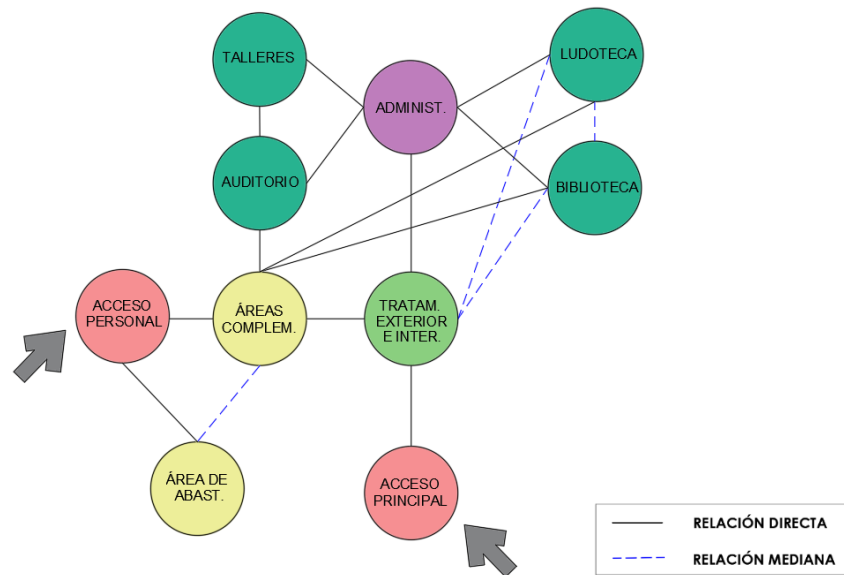 TALLERES
ADMINIST.
LUDOTECA
AUDITORIO
BIBLIOTECA
ACCESO
PERSONAL
ÁREAS
COMPLEM.
TRATAM.
EXTERIOR
E INTER.
ÁREA DE
ABAST.
ACCESO
PRINCIPAL
RELACIÓN DIRECTA
RELACIÓN MEDIANA